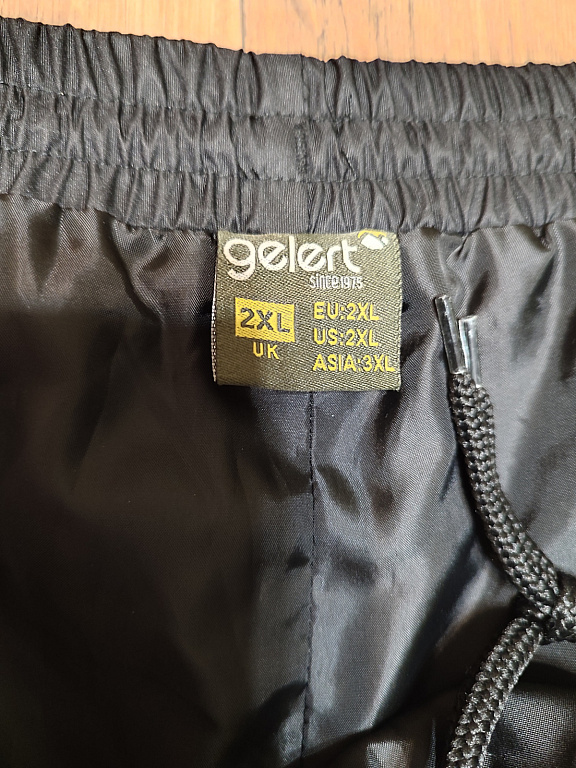 gelert
SINCE 1975
2XL
UK
EU:2XL
US:2XL
ASIA:3XL